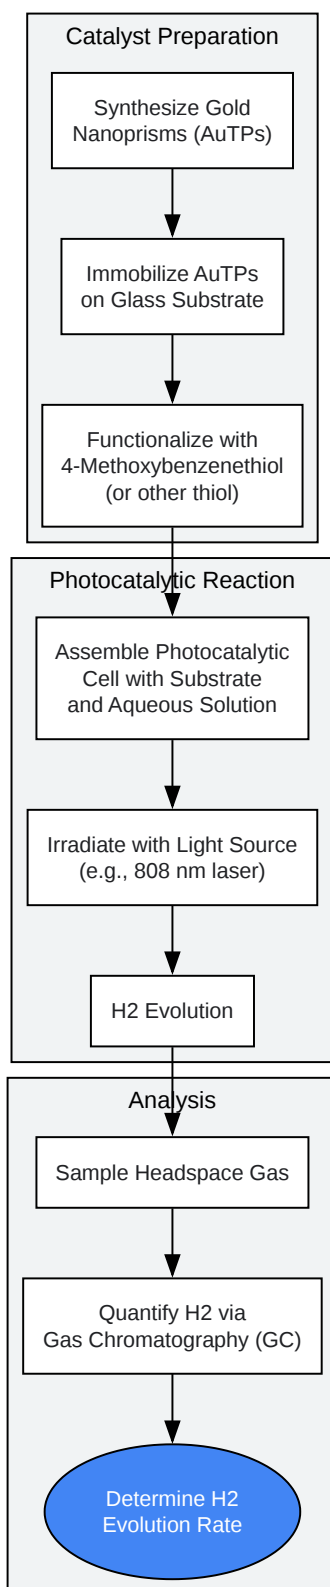 Catalyst Preparation
Synthesize Gold
Nanoprisms (AuTPs)
Immobilize AuTPs
on Glass Substrate
Functionalize with
4-Methoxybenzenethiol
(or other thiol)
Photocatalytic Reaction
Assemble Photocatalytic
Cell with Substrate
and Aqueous Solution
Irradiate with Light Source
(e.g., 808 nm laser)
H2 Evolution
Analysis
Sample Headspace Gas
Quantify H2 via
Gas Chromatography (GC)
Determine H2
Evolution Rate